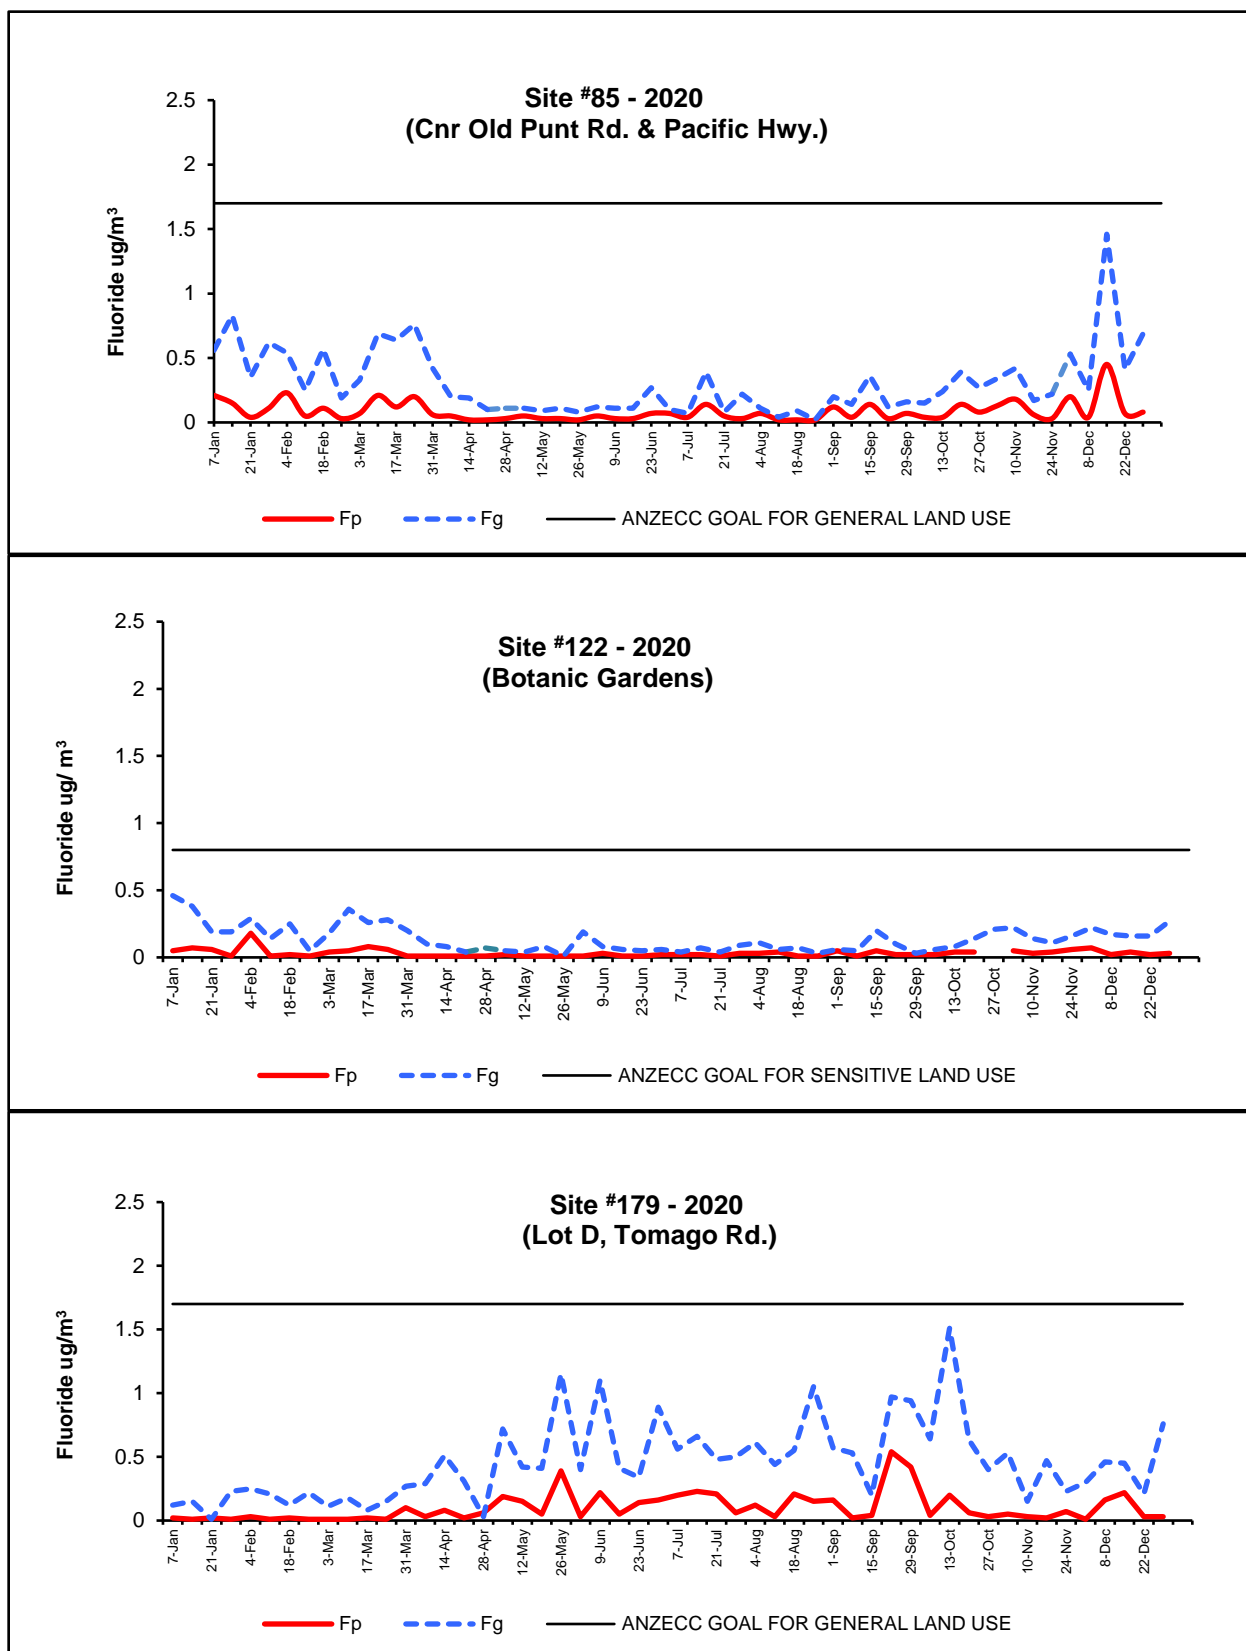 Site #85 - 2020
(Cnr Old Punt Rd. & Pacific Hwy.)
Fluoride ug/m³
2.5
2
1.5
1
0.5
0
7-Jan 21-Jan 4-Feb 18-Feb 3-Mar 17-Mar 31-Mar 14-Apr 28-Apr 12-May 26-May 9-Jun 23-Jun 7-Jul 21-Jul 4-Aug 18-Aug 1-Sep 15-Sep 29-Sep 13-Oct 27-Oct 10-Nov 24-Nov 8-Dec 22-Dec
Fp Fg ANZECC GOAL FOR GENERAL LAND USE
Site #122 - 2020
(Botanic Gardens)
Fluoride ug/ m³
2.5
2
1.5
1
0.5
0
7-Jan 21-Jan 4-Feb 18-Feb 3-Mar 17-Mar 31-Mar 14-Apr 28-Apr 12-May 26-May 9-Jun 23-Jun 7-Jul 21-Jul 4-Aug 18-Aug 1-Sep 15-Sep 29-Sep 13-Oct 27-Oct 10-Nov 24-Nov 8-Dec 22-Dec
Fp Fg ANZECC GOAL FOR SENSITIVE LAND USE
Site #179 - 2020
(Lot D, Tomago Rd.)
Fluoride ug/m³
2.5
2
1.5
1
0.5
0
7-Jan 21-Jan 4-Feb 18-Feb 3-Mar 17-Mar 31-Mar 14-Apr 28-Apr 12-May 26-May 9-Jun 23-Jun 7-Jul 21-Jul 4-Aug 18-Aug 1-Sep 15-Sep 29-Sep 13-Oct 27-Oct 10-Nov 24-Nov 8-Dec 22-Dec
Fp Fg ANZECC GOAL FOR GENERAL LAND USE